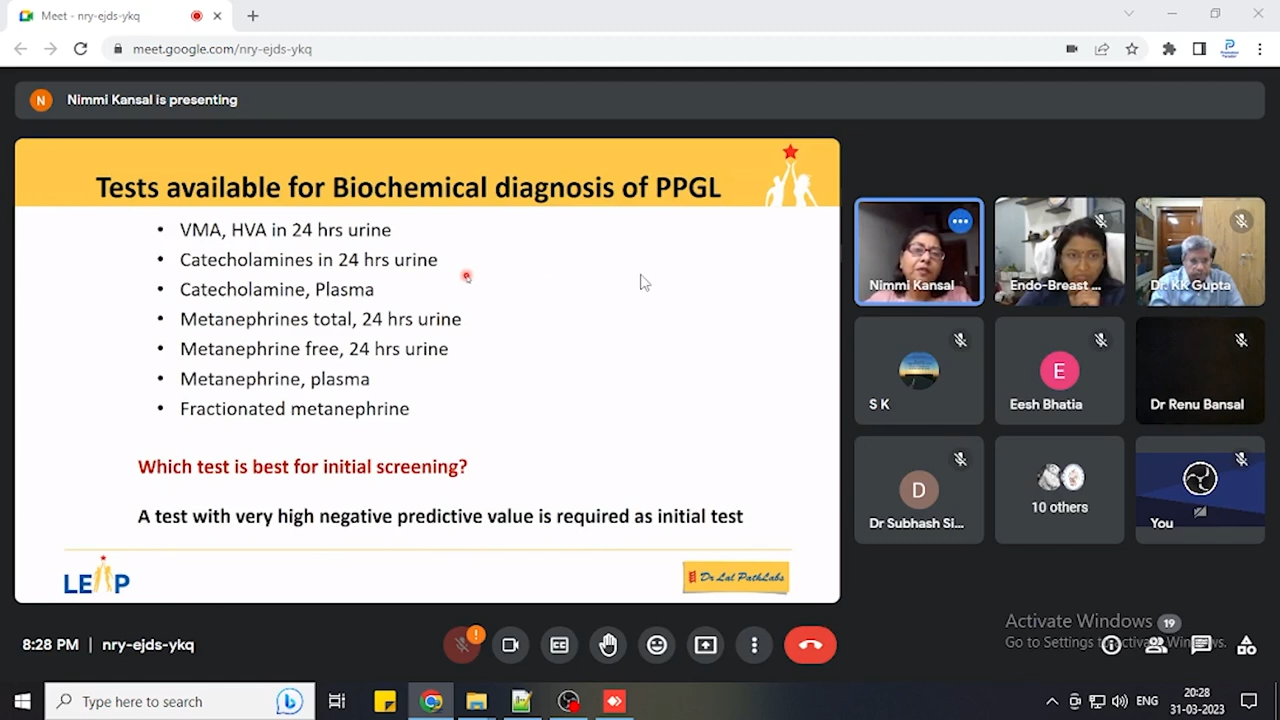 Meet - nry-ejds-ykq
meet.google.com/nry-ejds-ykq
N
Nimmi Kansal is presenting
Tests available for Biochemical diagnosis of PPGL
• VMA, HVA in 24 hrs urine
• Catecholamines in 24 hrs urine
• Catecholamine, Plasma
• Metanephrines total, 24 hrs urine
• Metanephrine free, 24 hrs urine
• Metanephrine, plasma
• Fractionated metanephrine
Which test is best for initial screening?
A test with very high negative predictive value is required as initial test
LEAP
Dr Lal PathLabs
Nimmi Kansal
Endo-Breast ...
Dr. KK Gupta
S K
E
Eesh Bhatia
Dr Renu Bansal
D
Dr Subhash Si...
10 others
You
Activate Windows
Go to Settings to activate Windows.
19
8:28 PM | nry-ejds-ykq
CC
Type here to search
ENG
20:28
31-03-2023